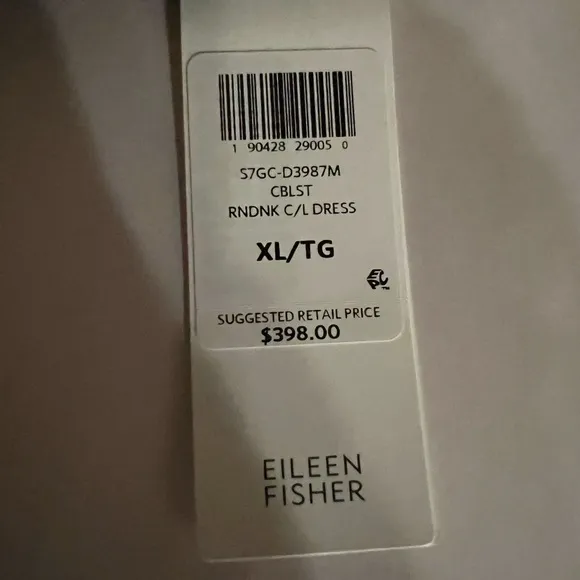 1 90428 29005 0
S7GC-D3987M
CBLST
RNDNK C/L DRESS
XL/TG
SUGGESTED RETAIL PRICE
$398.00
EILEEN
FISHER